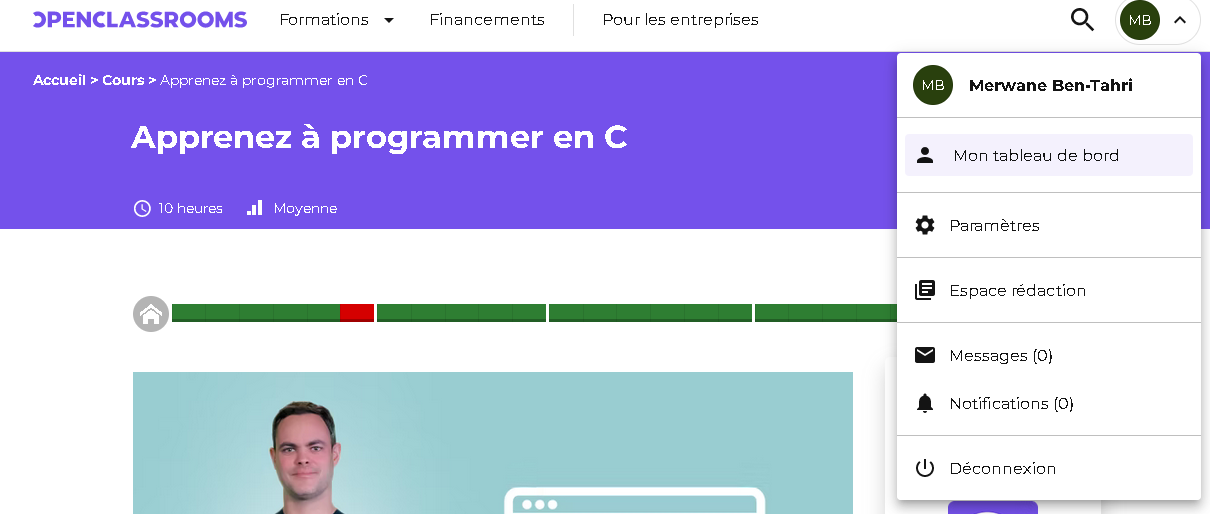 OPENCLASSROOMS Formations Financements Pour les entreprises MB
Accueil > Cours > Apprenez à programmer en C
MB Merwane Ben-Tahri
Apprenez à programmer en C
Mon tableau de bord
10 heures Moyenne
Paramètres
Espace rédaction
Messages (0)
Notifications (0)
Déconnexion